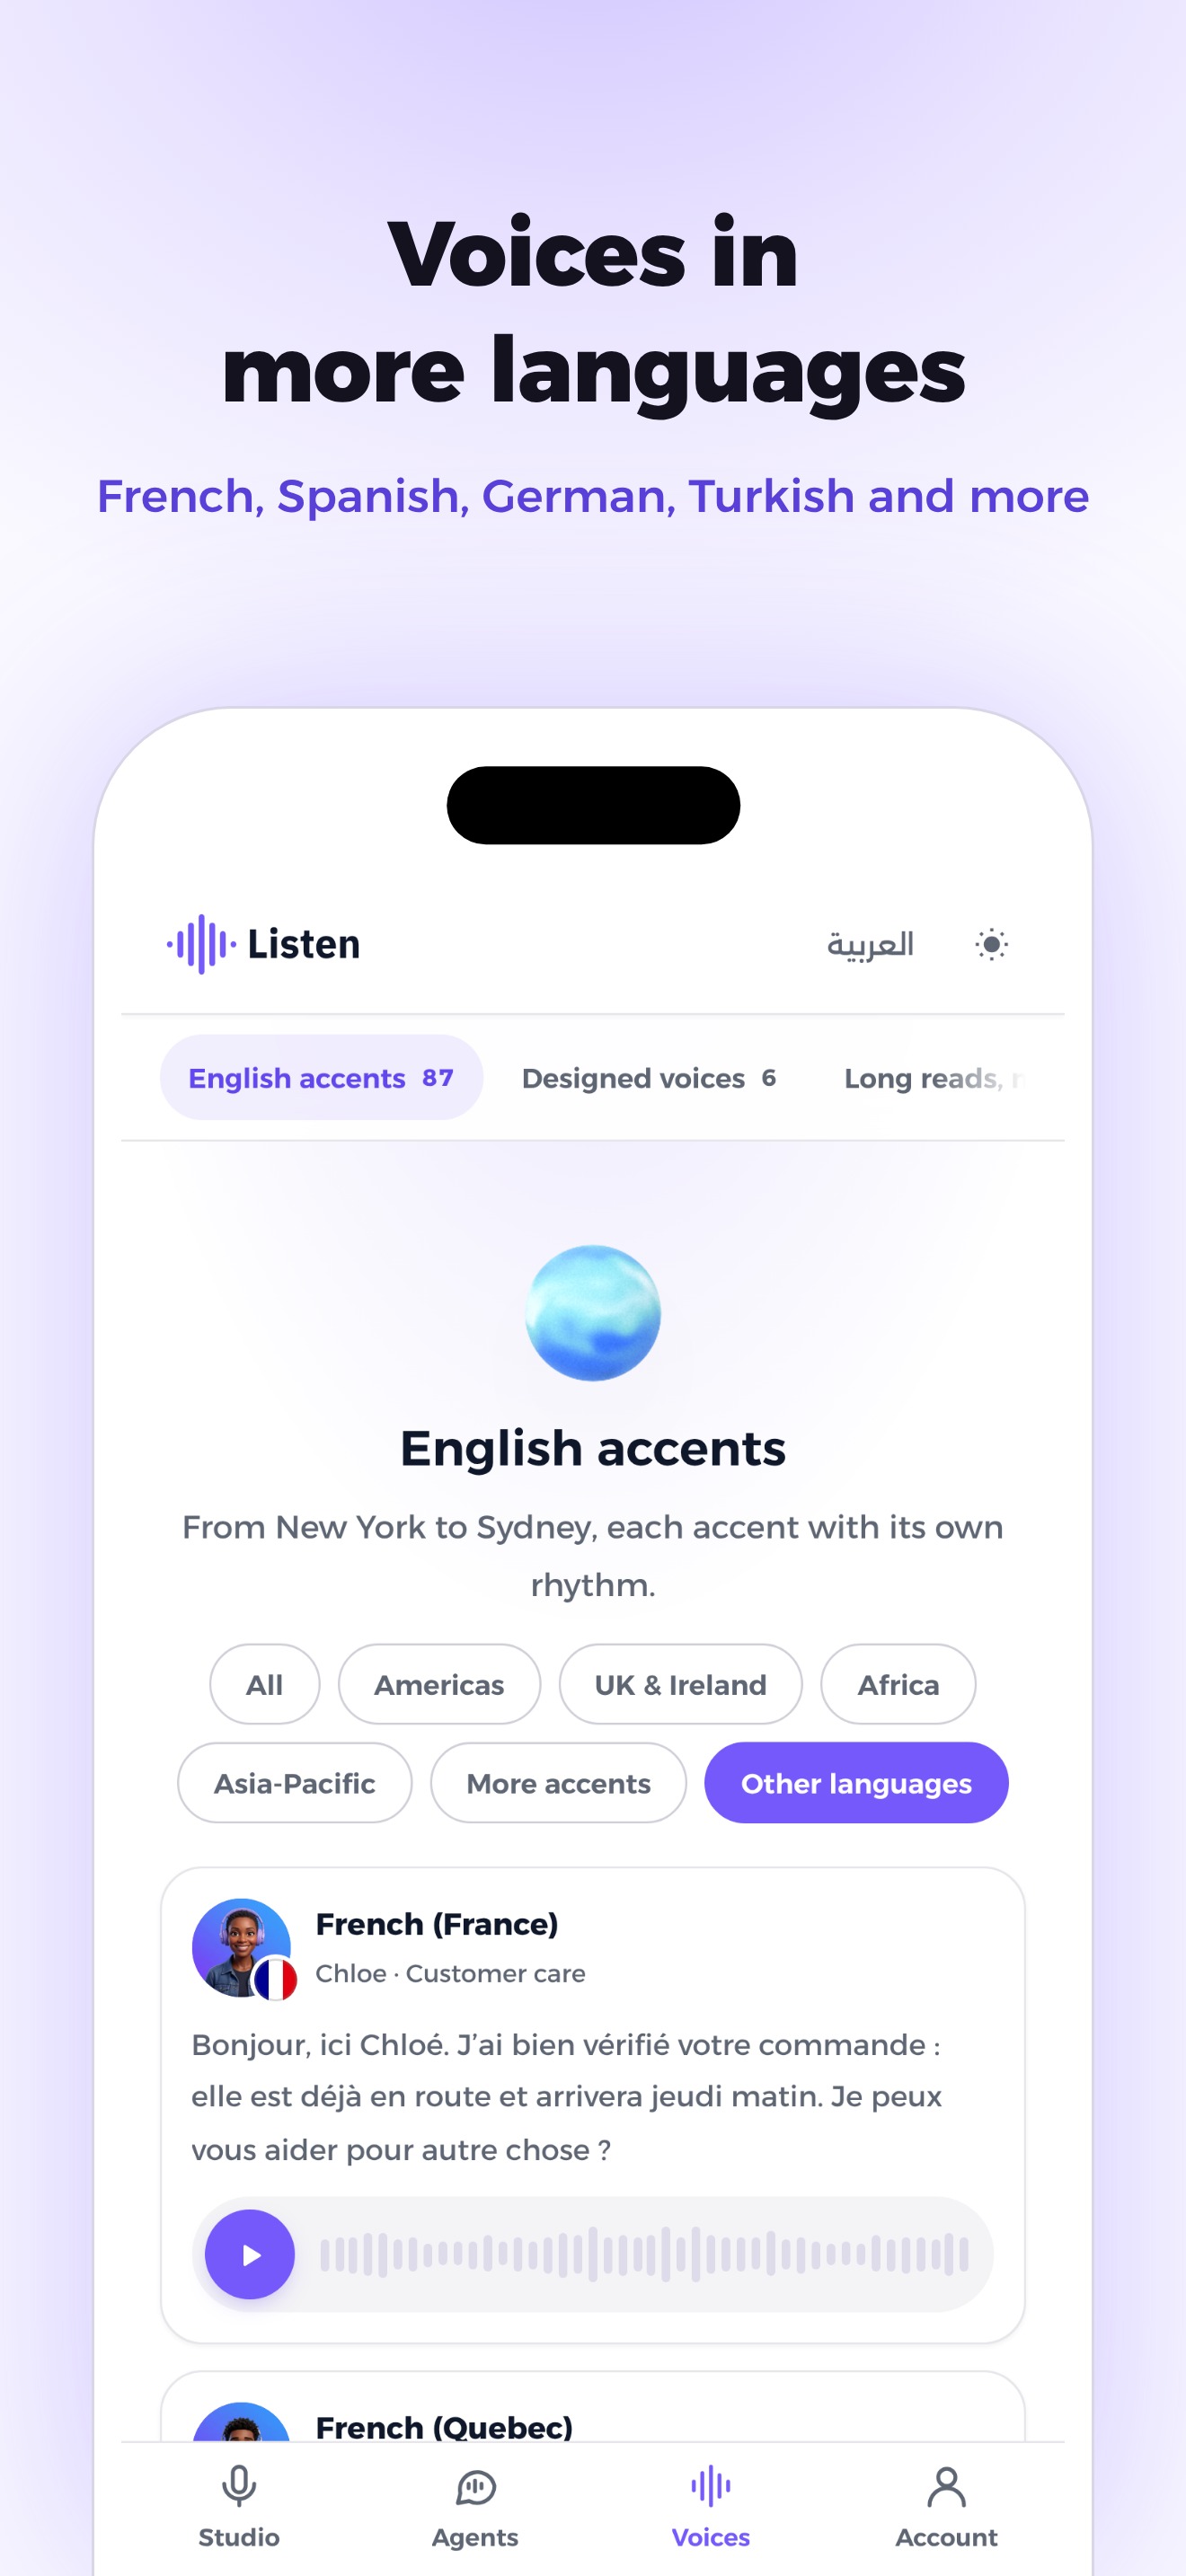 Voices in
more languages
French, Spanish, German, Turkish and more
Listen
العربية
English accents 87
Designed voices 6
Long reads,
English accents
From New York to Sydney, each accent with its own
rhythm.
All
Americas
UK & Ireland
Africa
Asia-Pacific
More accents
Other languages
French (France)
Chloe · Customer care
Bonjour, ici Chloé. J’ai bien vérifié votre commande :
elle est déjà en route et arrivera jeudi matin. Je peux
vous aider pour autre chose ?
French (Quebec)
Studio
Agents
Voices
Account